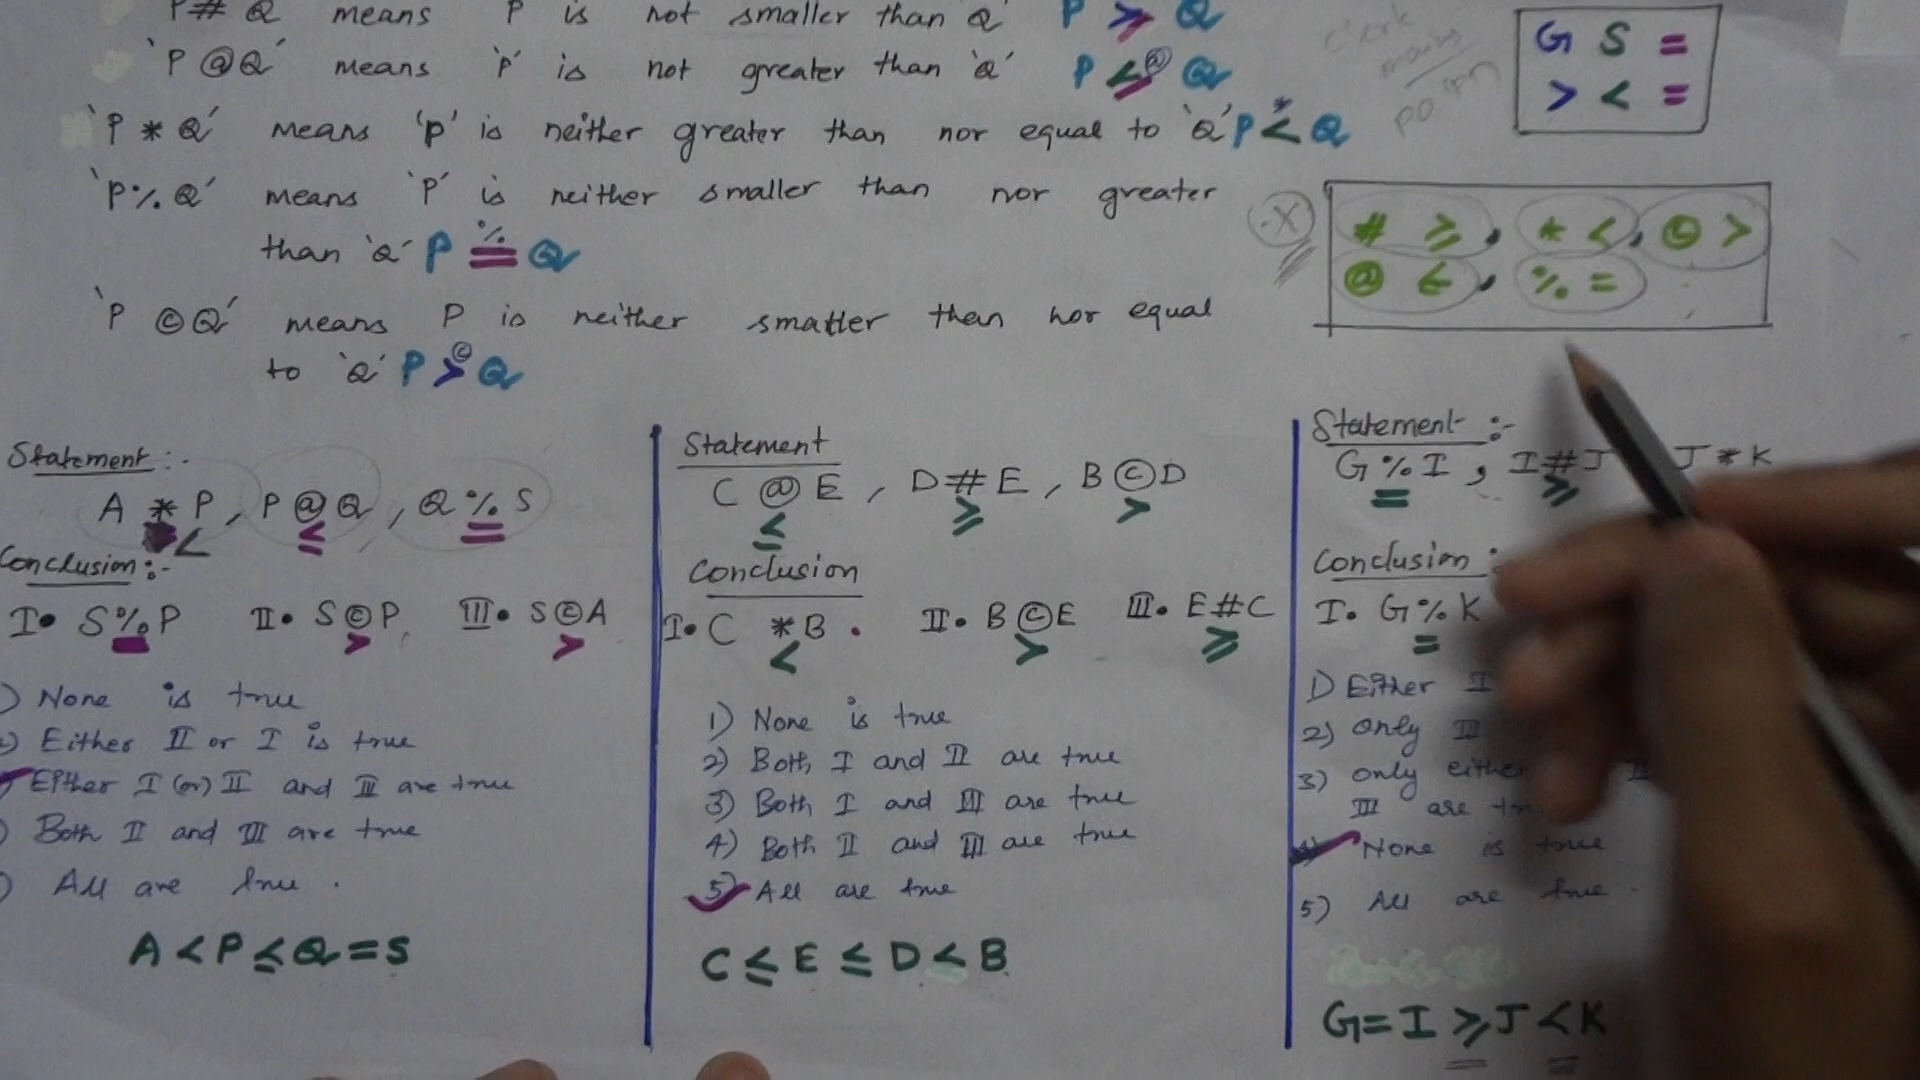 P # Q means P is not smaller than Q P ≥ Q
'P @ Q' means 'P' is not greater than 'Q' P ≤ @ Q
'P * Q' means 'P' is neither greater than nor equal to 'Q' P < * Q
'P % Q' means 'P' is neither smaller than nor greater
than 'Q' P = % Q
'P © Q' means P is neither smaller than nor equal
to 'Q' P > © Q
G S =
> < =
X
# ≥, * <, © >
@ ≤, % =
Statement :-
A * P, P @ Q, Q % S
< ≤ =
Conclusion :-
I. S % P II. S © P, III. S © A
= > >
None is true
Either II or I is true
Either I (or) II and III are true
Both II and III are true
All are true.
A < P ≤ Q = S
Statement
C @ E, D # E, B © D
≤ ≥ >
Conclusion
I. C * B. II. B © E III. E # C
< > ≥
1) None is true
2) Both I and II are true
3) Both I and III are true
4) Both II and III are true
5) All are true
C ≤ E ≤ D < B
Statement :-
G % I, I # J J * K
= ≥
Conclusion :
I. G % K
=
1) Either I
2) only III
3) only either
III are
4) None is true
5) All are true
G = I ≥ J < K